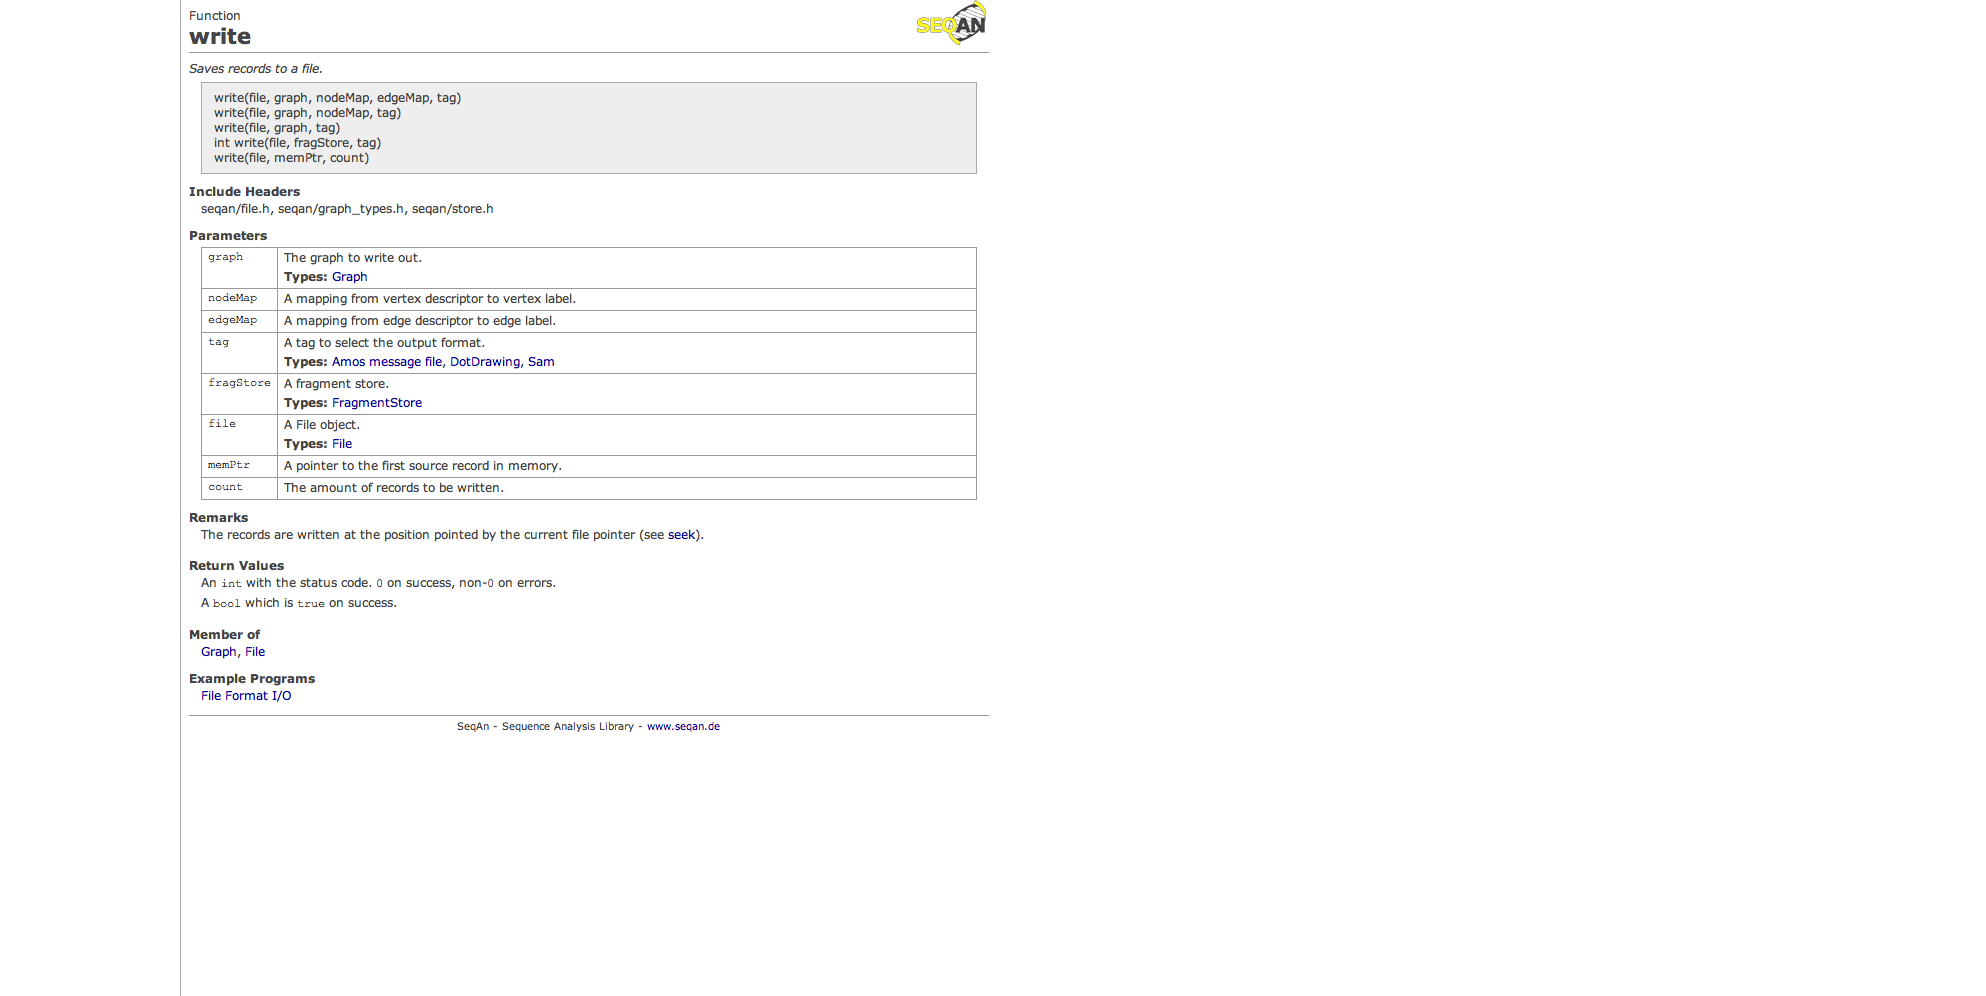 Function
write
SEQAN
Saves records to a file.
write(file, graph, nodeMap, edgeMap, tag)
write(file, graph, nodeMap, tag)
write(file, graph, tag)
int write(file, fragStore, tag)
write(file, memPtr, count)
Include Headers
seqan/file.h, seqan/graph_types.h, seqan/store.h
Parameters
graph The graph to write out.
Types: Graph
nodeMap A mapping from vertex descriptor to vertex label.
edgeMap A mapping from edge descriptor to edge label.
tag A tag to select the output format.
Types: Amos message file, DotDrawing, Sam
fragStore A fragment store.
Types: FragmentStore
file A File object.
Types: File
memPtr A pointer to the first source record in memory.
count The amount of records to be written.
Remarks
The records are written at the position pointed by the current file pointer (see seek).
Return Values
An int with the status code. 0 on success, non-0 on errors.
A bool which is true on success.
Member of
Graph, File
Example Programs
File Format I/O
SeqAn - Sequence Analysis Library - www.seqan.de